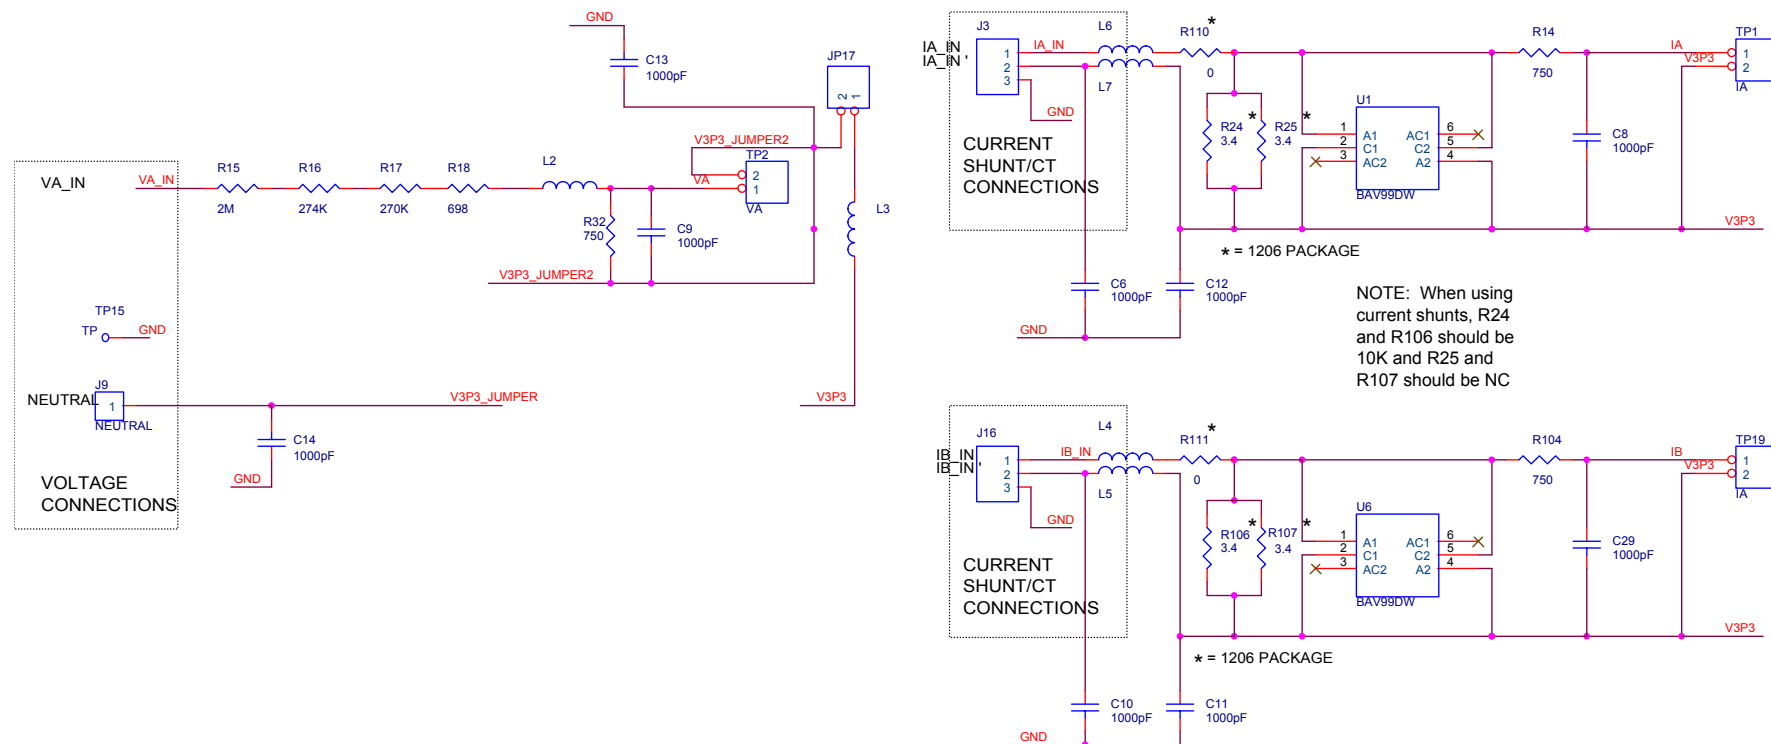 GND
C13
1000pF
JP17
2
1
V3P3_JUMPER2
TP2
VA_IN
VA_IN
R15
2M
R16
274K
R17
270K
R18
698
L2
VA
2
1
VA
L3
R32
750
C9
1000pF
V3P3_JUMPER2
TP15
TP
GND
J9
NEUTRAL
1
NEUTRAL
V3P3_JUMPER
V3P3
C14
1000pF
GND
VOLTAGE
CONNECTIONS
J3
IA_IN
IA_IN '
1
2
3
IA_IN
L6
L7
R110
*
0
GND
CURRENT
SHUNT/CT
CONNECTIONS
R24
3.4
*
R25
3.4
*
U1
1
2
3
A1
C1
AC2
AC1
C2
A2
6
5
4
BAV99DW
R14
750
IA
V3P3
TP1
1
2
IA
C8
1000pF
V3P3
* = 1206 PACKAGE
C6
1000pF
C12
1000pF
GND
NOTE: When using
current shunts, R24
and R106 should be
10K and R25 and
R107 should be NC
J16
IB_IN
IB_IN '
1
2
3
IB_IN
L4
L5
R111
*
0
GND
CURRENT
SHUNT/CT
CONNECTIONS
R106
3.4
*
R107
3.4
*
U6
1
2
3
A1
C1
AC2
AC1
C2
A2
6
5
4
BAV99DW
R104
750
IB
V3P3
TP19
1
2
IA
C29
1000pF
V3P3
* = 1206 PACKAGE
C10
1000pF
C11
1000pF
GND